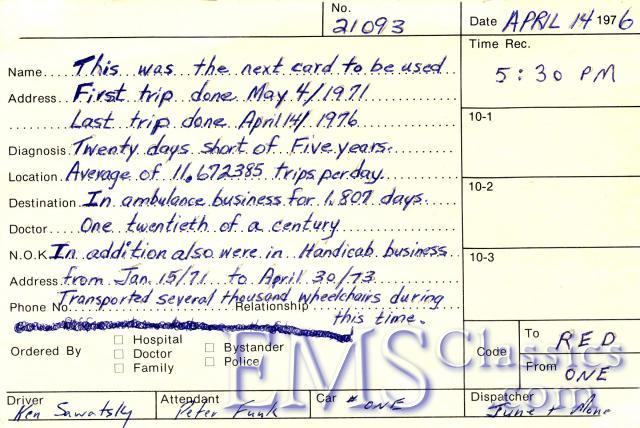 No. 21093
Date APRIL 14 1976
Time Rec.
5:30 PM
Name This was the next card to be used
Address First trip done May 4/1971
Last trip done April 14/1976
Diagnosis Twenty days short of Five years.
Location Average of 11.672385 trips per day
Destination In ambulance business for 1,807 days.
Doctor One twentieth of a century
N.O.K. In addition also were in Handicab business
Address from Jan. 15/71 to April 30/73
Phone No. Transported several thousand wheelchairs during
Relationship this time.
10-1
10-2
10-3
Ordered By
Hospital
Doctor
Family
Bystander
Police
Code
To RED
From ONE
Driver Ken Sawatsky
Attendant Peter Funk
Car # ONE
Dispatcher June + Alone
EMSClassics.com